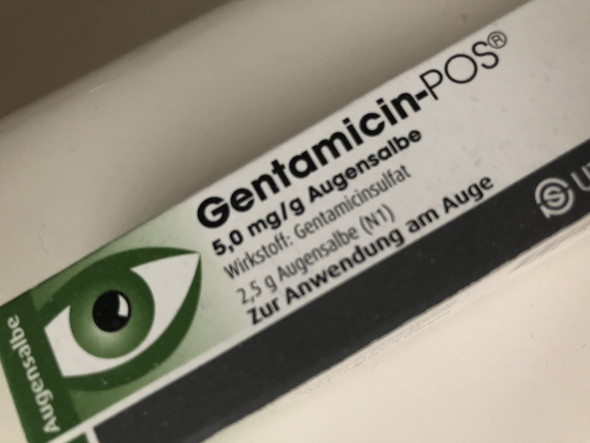 Gentamicin-POS®
5,0 mg/g Augensalbe
Wirkstoff: Gentamicinsulfat
2,5 g Augensalbe (N1)
Zur Anwendung am Auge
Augensalbe